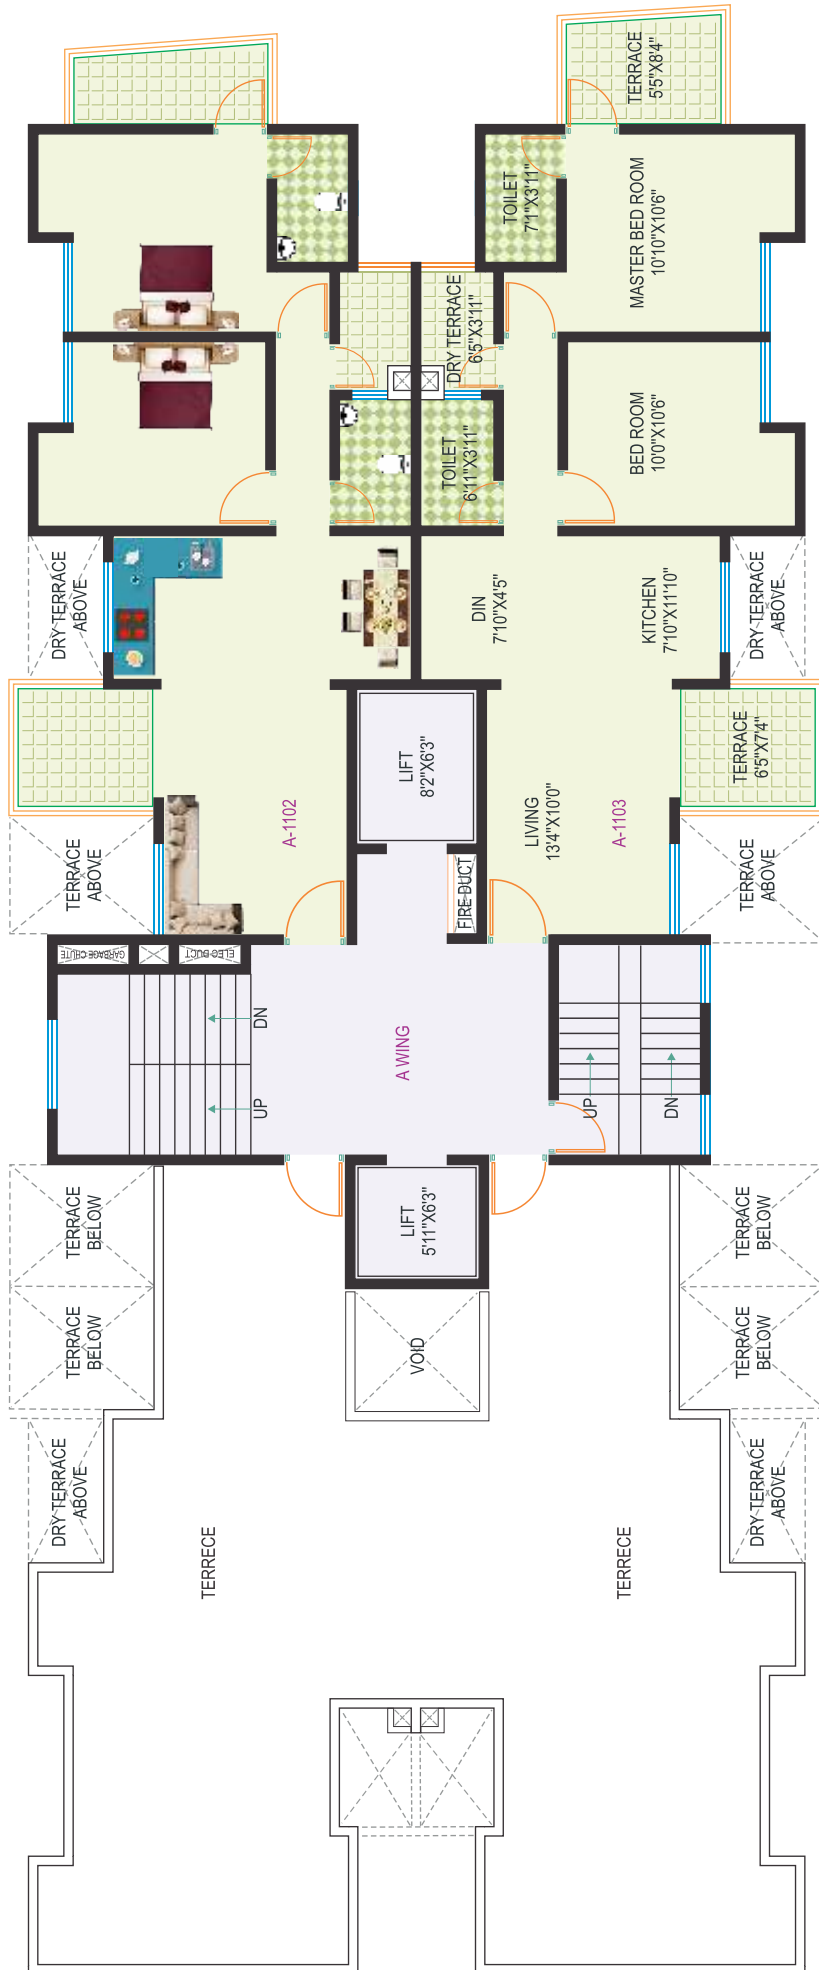 TERRACE
5'5"X8'4"
TOILET
7'1"X3'11"
MASTER BED ROOM
10'10"X10'6"
DRY TERRACE
6'5"X3'11"
TOILET
6'11"X3'11"
BED ROOM
10'0"X10'6"
DRY TERRACE
ABOVE
DIN
7'10"X4'5"
KITCHEN
7'10"X11'10"
DRY TERRACE
ABOVE
LIFT
8'2"X6'3"
TERRACE
6'5"X7'4"
A-1102
LIVING
13'4"X10'0"
A-1103
TERRACE
ABOVE
FIRE DUCT
TERRACE
ABOVE
GARBAGE CHUTE
ELEC DUCT
DN
UP
A WING
UP
DN
TERRACE
BELOW
LIFT
5'11"X6'3"
TERRACE
BELOW
TERRACE
BELOW
VOID
TERRACE
BELOW
DRY TERRACE
ABOVE
DRY TERRACE
ABOVE
TERRECE
TERRECE